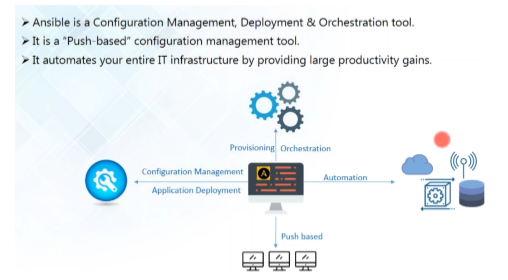 ➤ Ansible is a Configuration Management, Deployment & Orchestration tool.
➤ It is a "Push-based" configuration management tool.
➤ It automates your entire IT infrastructure by providing large productivity gains.
Provisioning Orchestration
Configuration Management
Application Deployment
A
Automation
Push based